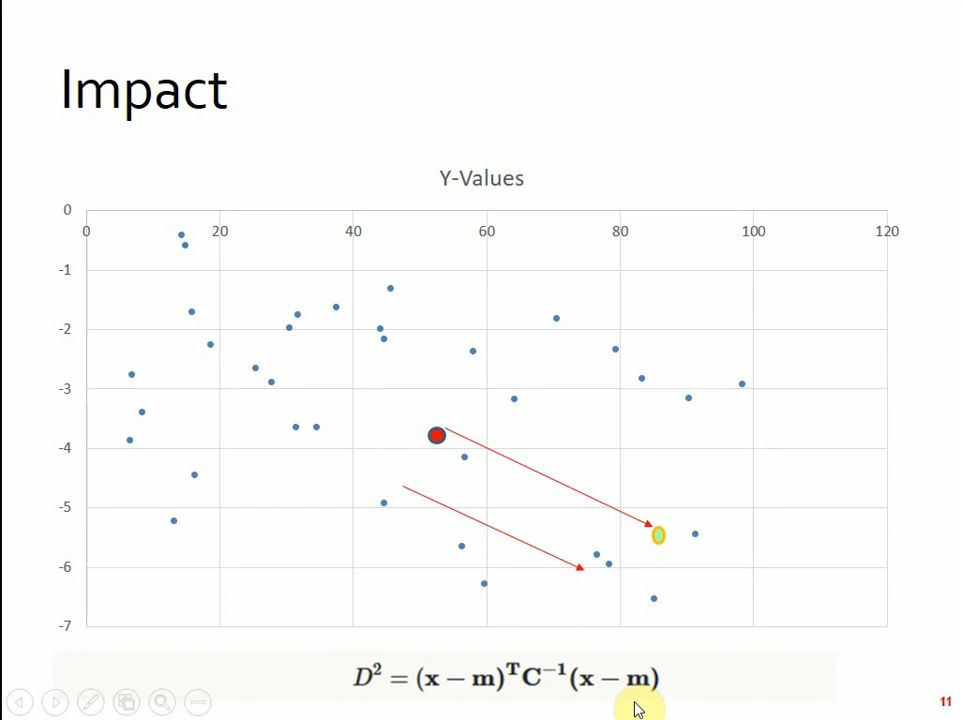 Impact
Y-Values
0
0 20 40 60 80 100 120
-1
-2
-3
-4
-5
-6
-7
D² = (x − m)ᵀC⁻¹(x − m)
11